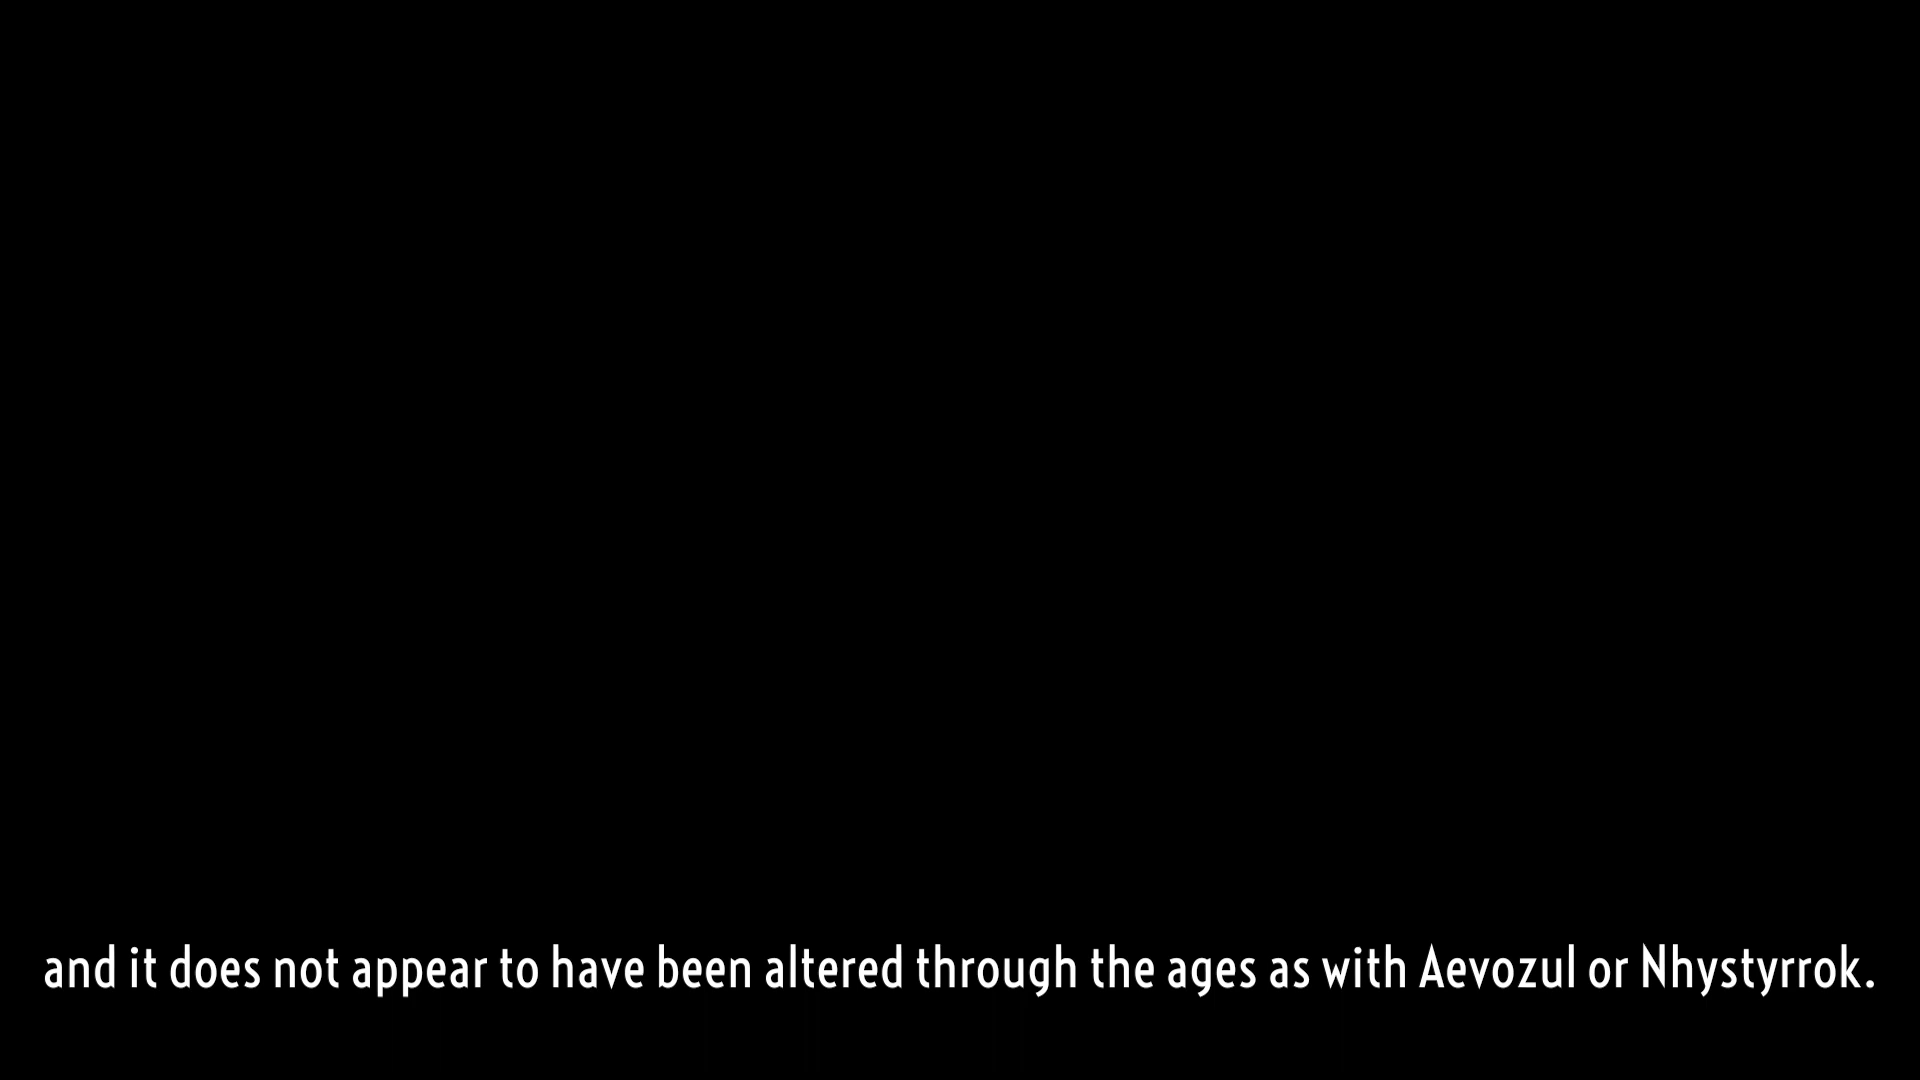 and it does not appear to have been altered through the ages as with Aevozul or Nhystyrrok.